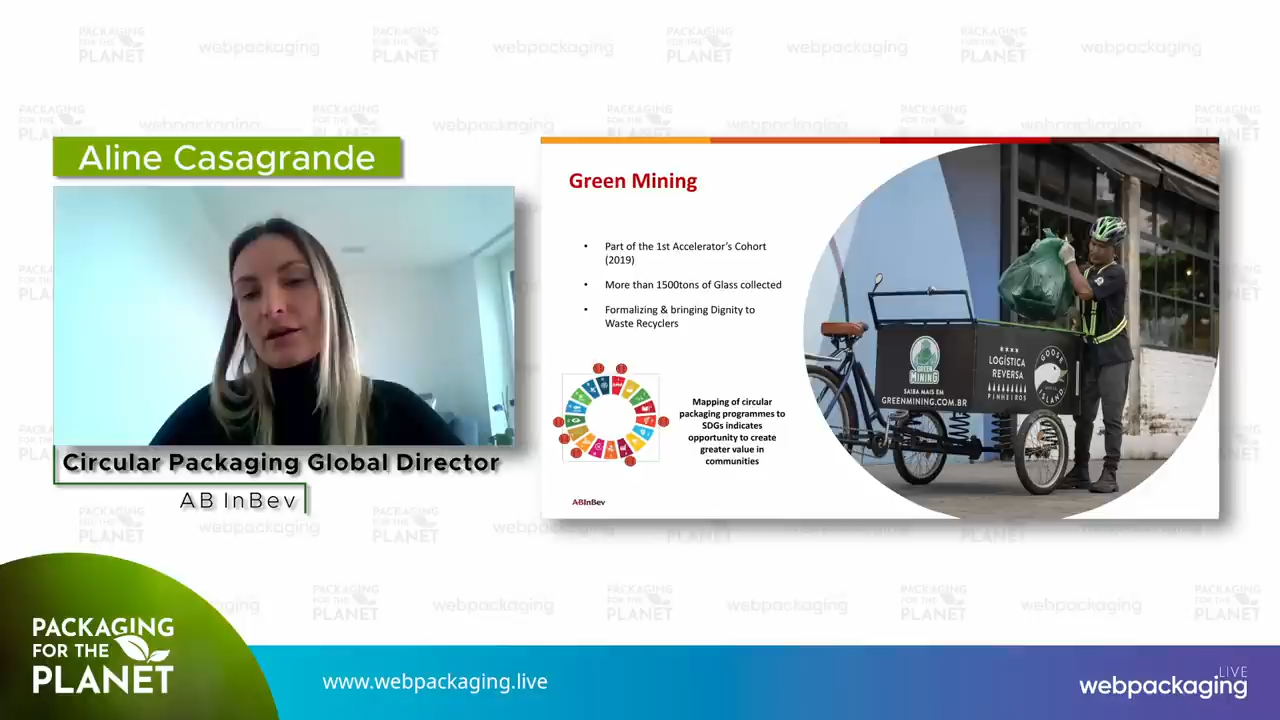 Aline Casagrande
Circular Packaging Global Director
AB InBev
Green Mining
• Part of the 1st Accelerator's Cohort
(2019)
• More than 1500tons of Glass collected
• Formalizing & bringing Dignity to
Waste Recyclers
Mapping of circular
packaging programmes to
SDGs indicates
opportunity to create
greater value in
communities
ABInBev
GREEN
MINING
SAIBA MAIS EM
GREENMINING.COM.BR
LOGÍSTICA
REVERSA
PINHEIROS
GOOSE
ISLAND
PACKAGING
FOR THE
PLANET
www.webpackaging.live
LIVE
webpackaging